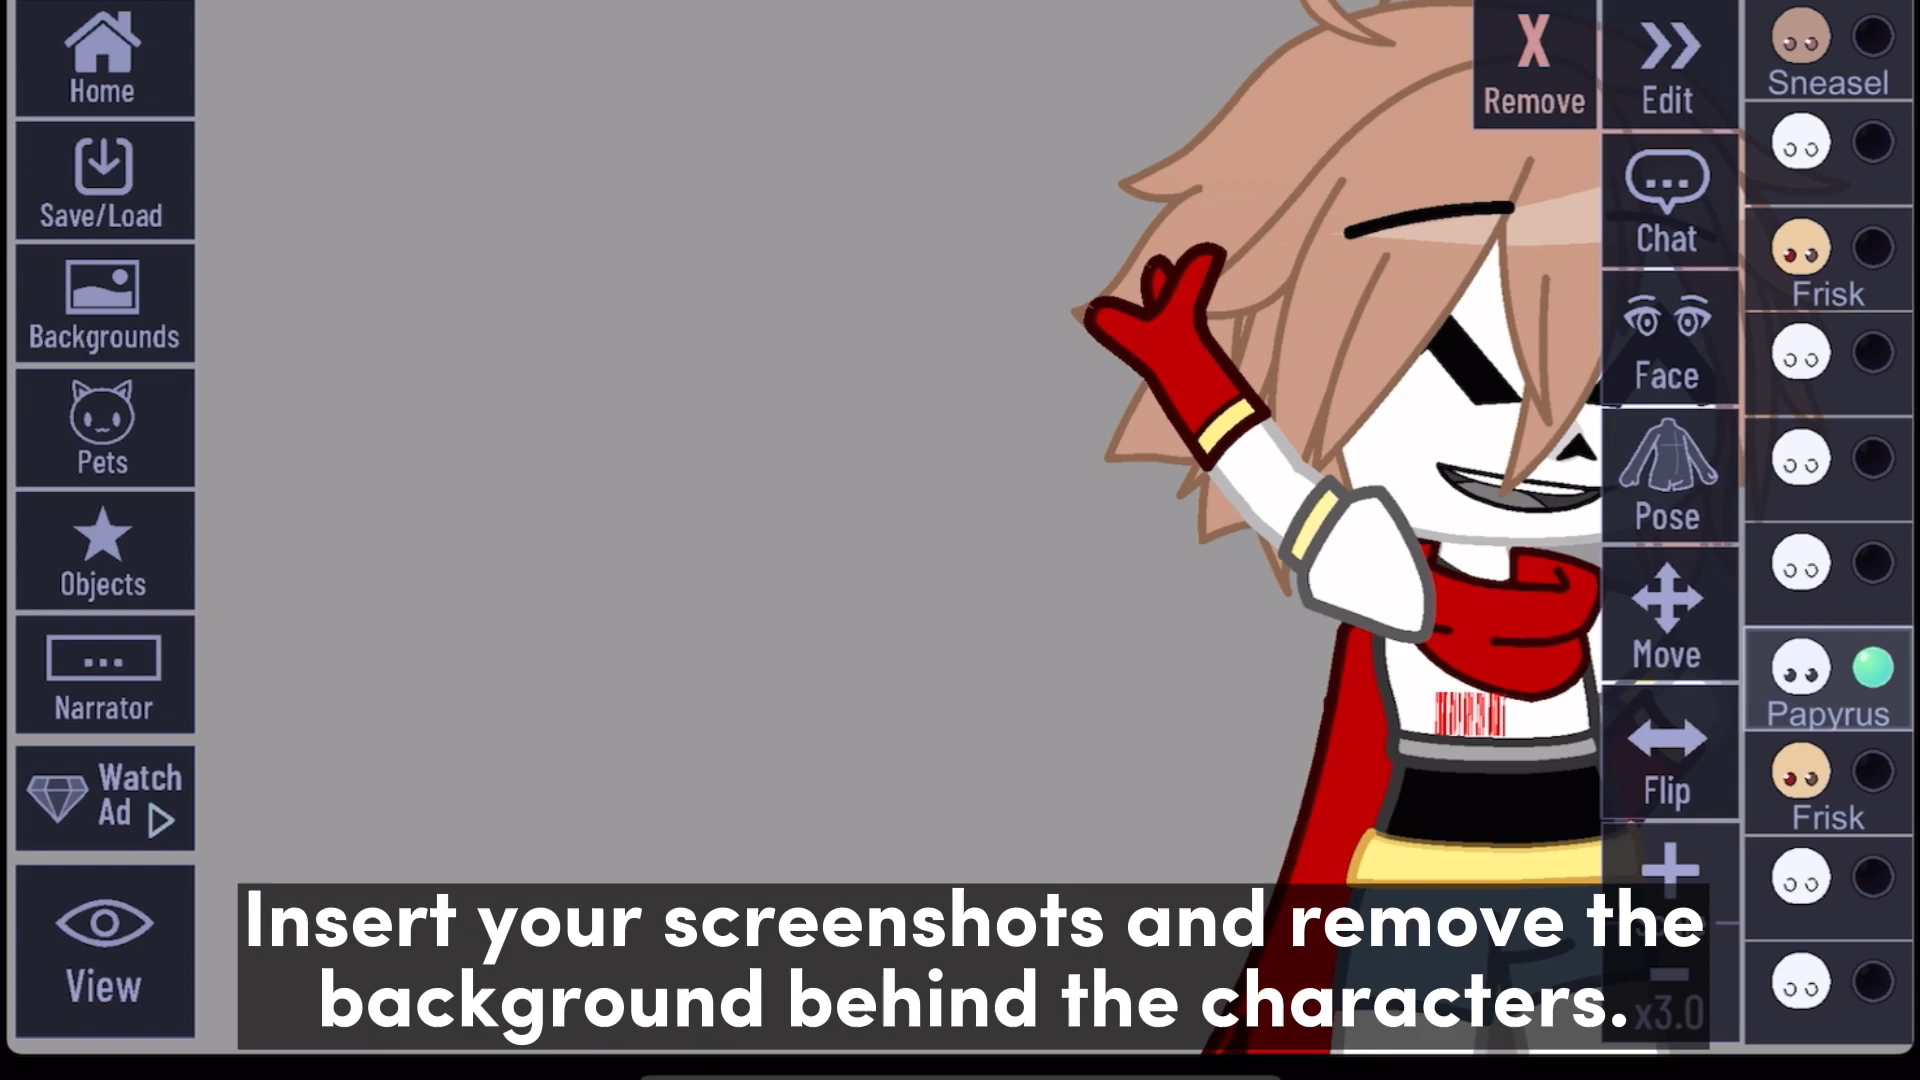 Home
Save/Load
Backgrounds
Pets
Objects
Narrator
Watch
Ad
View
X
Remove
Edit
Chat
Face
Pose
Move
Flip
x3.0
Sneasel
Frisk
Papyrus
Frisk
Insert your screenshots and remove the
background behind the characters.